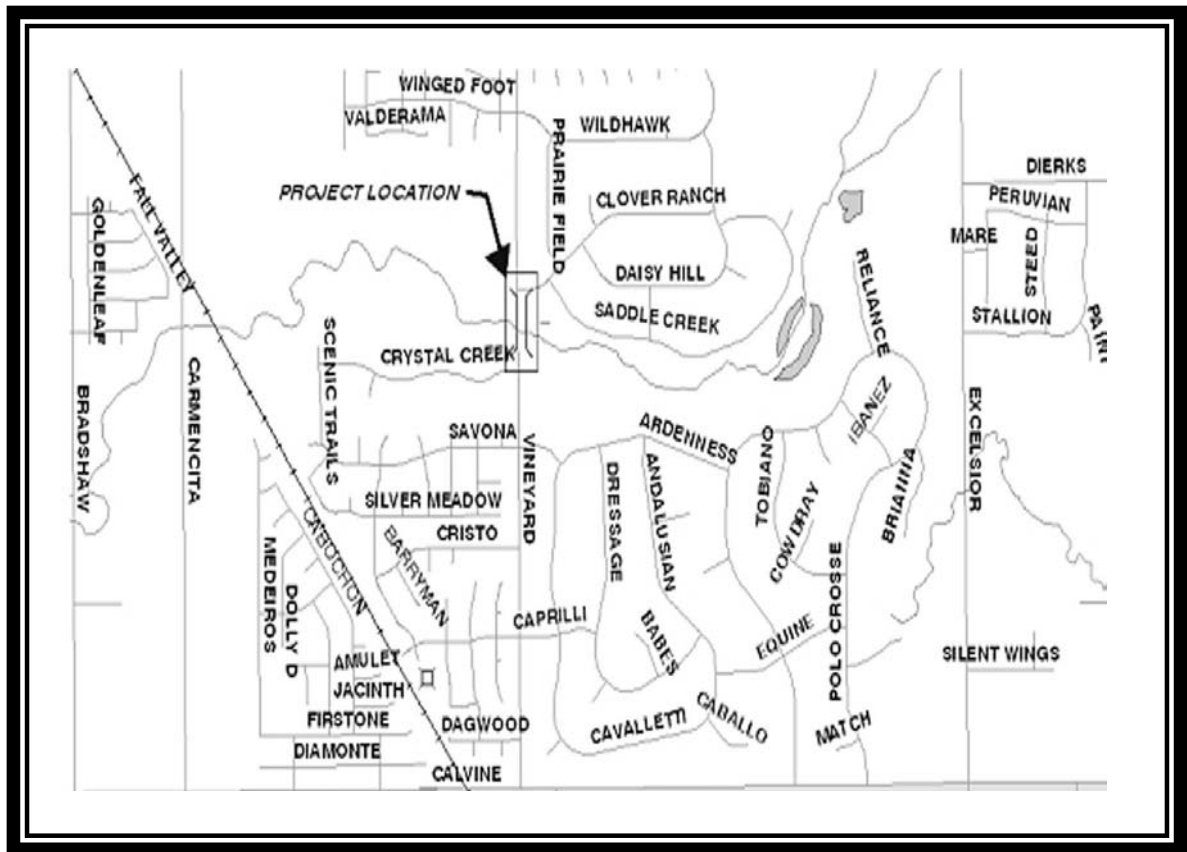 WINGED FOOT
VALDERAMA
WILDHAWK
PRAIRIE FIELD
DIERKS
PERUVIAN
PROJECT LOCATION
CLOVER RANCH
FALL VALLEY
GOLDENLEAF
MARE
STEED
RELIANCE
DAISY HILL
SADDLE CREEK
STALLION
PAINT
SCENIC TRAILS
CRYSTAL CREEK
BRADSHAW
CARMENCITA
EXCELSIOR
IBANEZ
ARDENNESS
SAVONA
VINEYARD
TOBIANO
BRIANNA
DRESSAGE
ANDALUSIAN
COWDRAY
SILVER MEADOW
CABOCHON
BARRYMAN
CRISTO
MEDEIROS
DOLLY D
POLO CROSSE
CAPRILLI
BABES
EQUINE
AMULET
SILENT WINGS
JACINTH
FIRSTONE
DAGWOOD
CAVALLETTI
CABALLO
MATCH
DIAMONTE
CALVINE